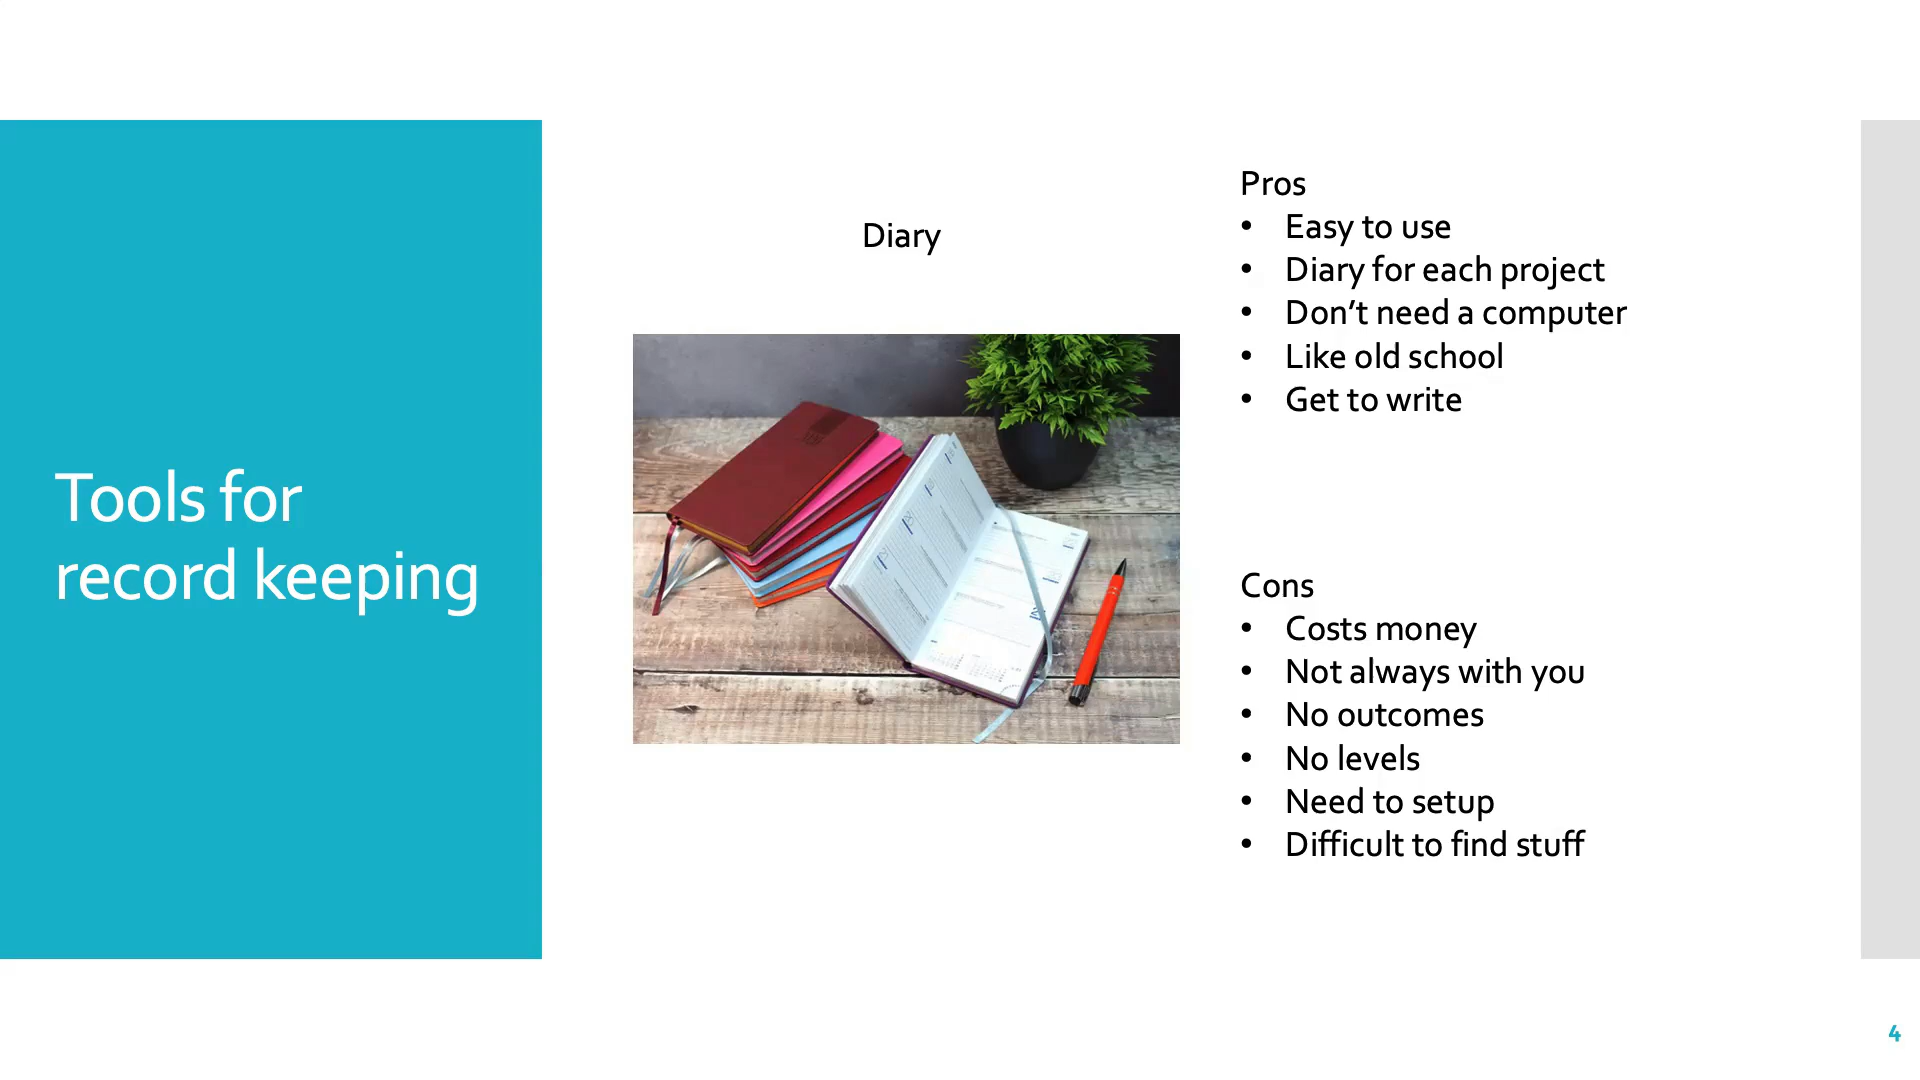 Tools for
record keeping
Diary
Pros
• Easy to use
• Diary for each project
• Don’t need a computer
• Like old school
• Get to write
Cons
• Costs money
• Not always with you
• No outcomes
• No levels
• Need to setup
• Difficult to find stuff
4